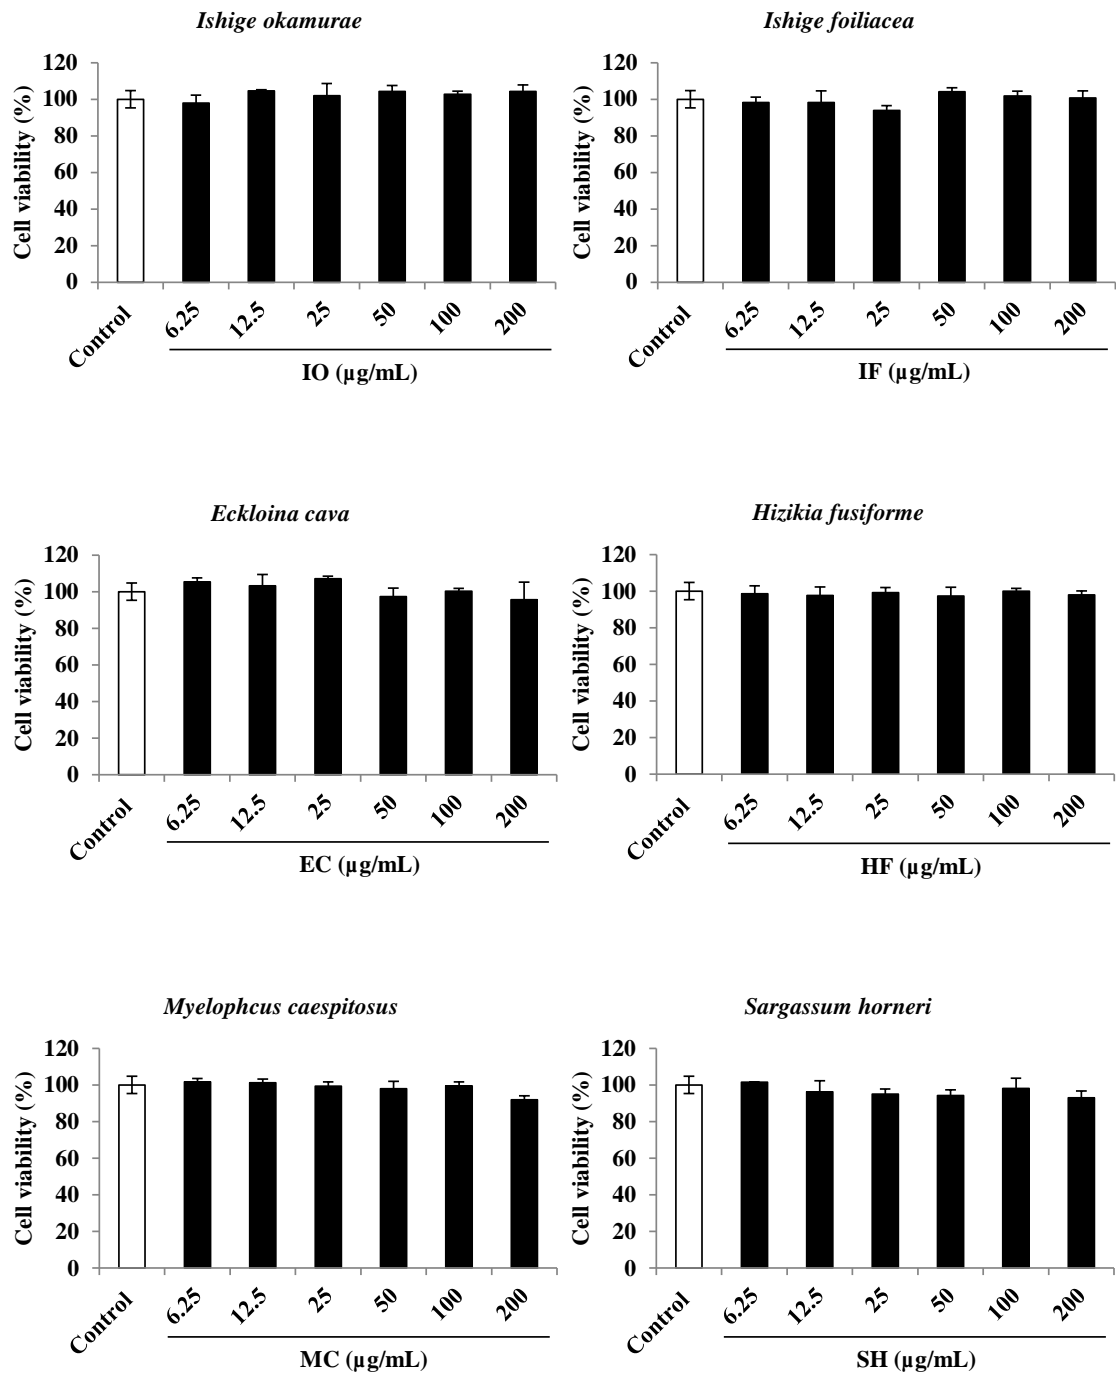 Ishige okamurae
Cell viability (%)
120
100
80
60
40
20
0
Control 6.25 12.5 25 50 100 200
IO (µg/mL)
Ishige foiliacea
Cell viability (%)
120
100
80
60
40
20
0
Control 6.25 12.5 25 50 100 200
IF (µg/mL)
Eckloina cava
Cell viability (%)
120
100
80
60
40
20
0
Control 6.25 12.5 25 50 100 200
EC (µg/mL)
Hizikia fusiforme
Cell viability (%)
120
100
80
60
40
20
0
Control 6.25 12.5 25 50 100 200
HF (µg/mL)
Myelophcus caespitosus
Cell viability (%)
120
100
80
60
40
20
0
Control 6.25 12.5 25 50 100 200
MC (µg/mL)
Sargassum horneri
Cell viability (%)
120
100
80
60
40
20
0
Control 6.25 12.5 25 50 100 200
SH (µg/mL)